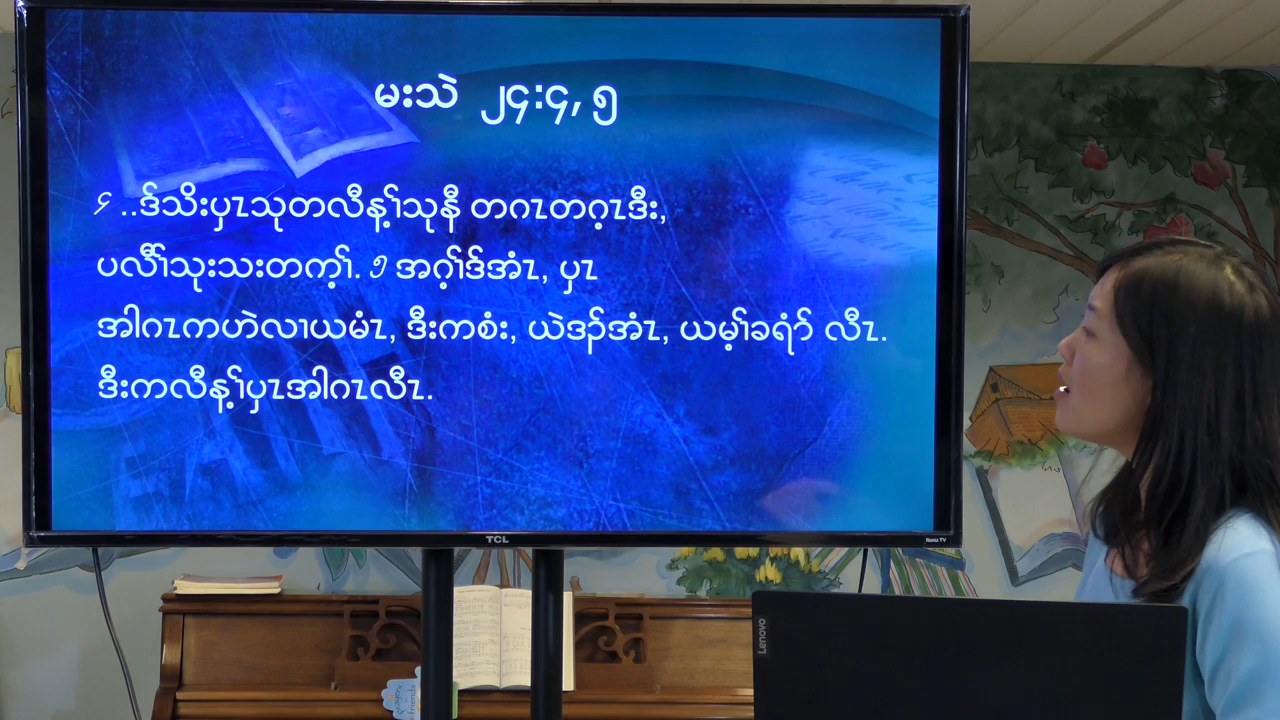 မးသဲ ၂၄:၄, ၅
၄ ..ဒ်သိးပှၤသုတလီန့ၢ်သုနီ တဂၤတဂ့ၤဒီး,
ပလီၢ်သုးသးတက့ၢ်. ၅ အဂ့ၢ်ဒ်အံၤ, ပှၤ
အါဂၤကဟဲလၢယမံၤ, ဒီးကစံး, ယဲဒၣ်အံၤ, ယမ့ၢ်ခရံာ် လီၤ.
ဒီးကလီန့ၢ်ပှၤအါဂၤလီၤ.
TCL
Roku TV
Lenovo